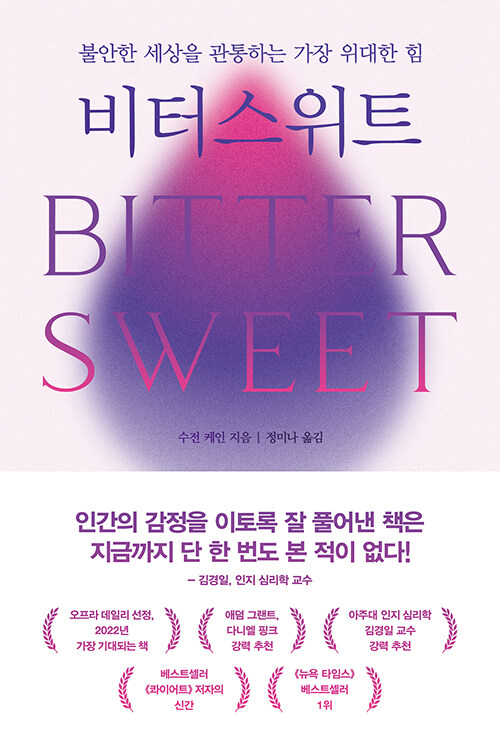 불안한 세상을 관통하는 가장 위대한 힘
비터스위트
BITTER
SWEET
수전 케인 지음 | 정미나 옮김
인간의 감정을 이토록 잘 풀어낸 책은
지금까지 단 한 번도 본 적이 없다!
– 김경일, 인지 심리학 교수
오프라 데일리 선정,
2022년
가장 기대되는 책
애덤 그랜트,
다니엘 핑크
강력 추천
아주대 인지 심리학
김경일 교수
강력 추천
베스트셀러
《콰이어트》 저자의
신간
《뉴욕 타임스》
베스트셀러
1위